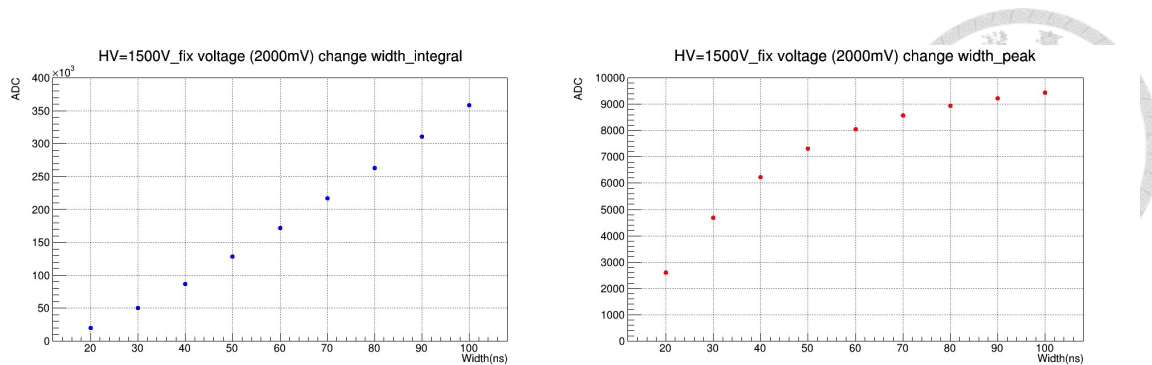 HV=1500V_fix voltage (2000mV) change width_integral
×10³
ADC
400
350
300
250
200
150
100
50
0
20 30 40 50 60 70 80 90 100
Width(ns)
HV=1500V_fix voltage (2000mV) change width_peak
ADC
10000
9000
8000
7000
6000
5000
4000
3000
2000
1000
0
20 30 40 50 60 70 80 90 100
Width(ns)